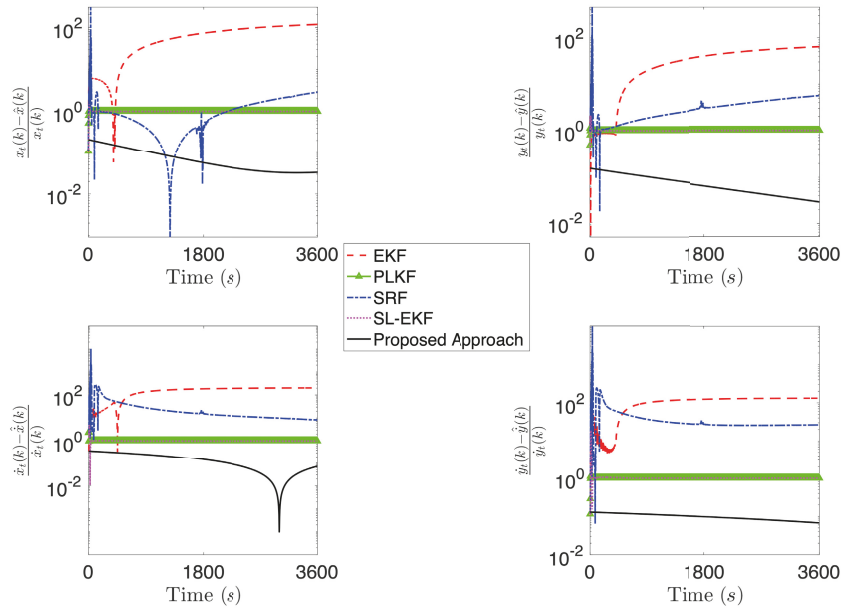 10^2
10^0
10^-2
x_t(k) − x̂(k)
x_t(k)
0 1800 3600
Time (s)
10^2
10^0
10^-2
y_t(k) − ŷ(k)
y_t(k)
0 1800 3600
Time (s)
EKF
PLKF
SRF
SL-EKF
Proposed Approach
10^2
10^0
10^-2
ẋ_t(k) − ẋ̂(k)
ẋ_t(k)
0 1800 3600
Time (s)
10^2
10^0
10^-2
ẏ_t(k) − ẏ̂(k)
ẏ_t(k)
0 1800 3600
Time (s)